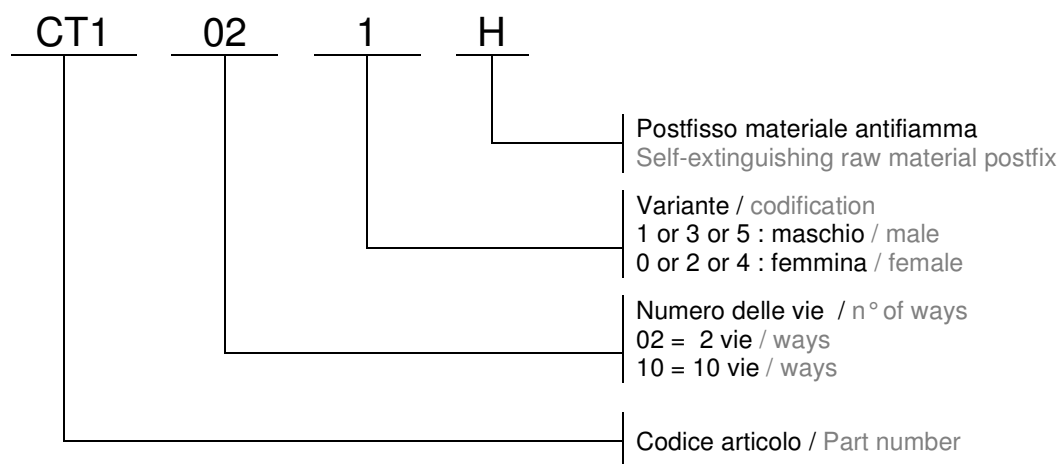 CT1 02 1 H
Postfisso materiale antifiamma
Self-extinguishing raw material postfix
Variante / codification
1 or 3 or 5 : maschio / male
0 or 2 or 4 : femmina / female
Numero delle vie / n° of ways
02 = 2 vie / ways
10 = 10 vie / ways
Codice articolo / Part number